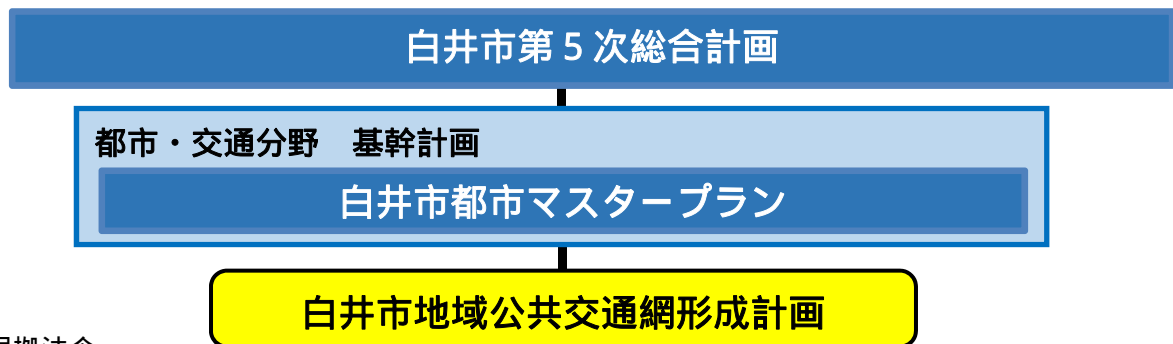 白井市第５次総合計画
都市・交通分野　基幹計画
白井市都市マスタープラン
白井市地域公共交通網形成計画